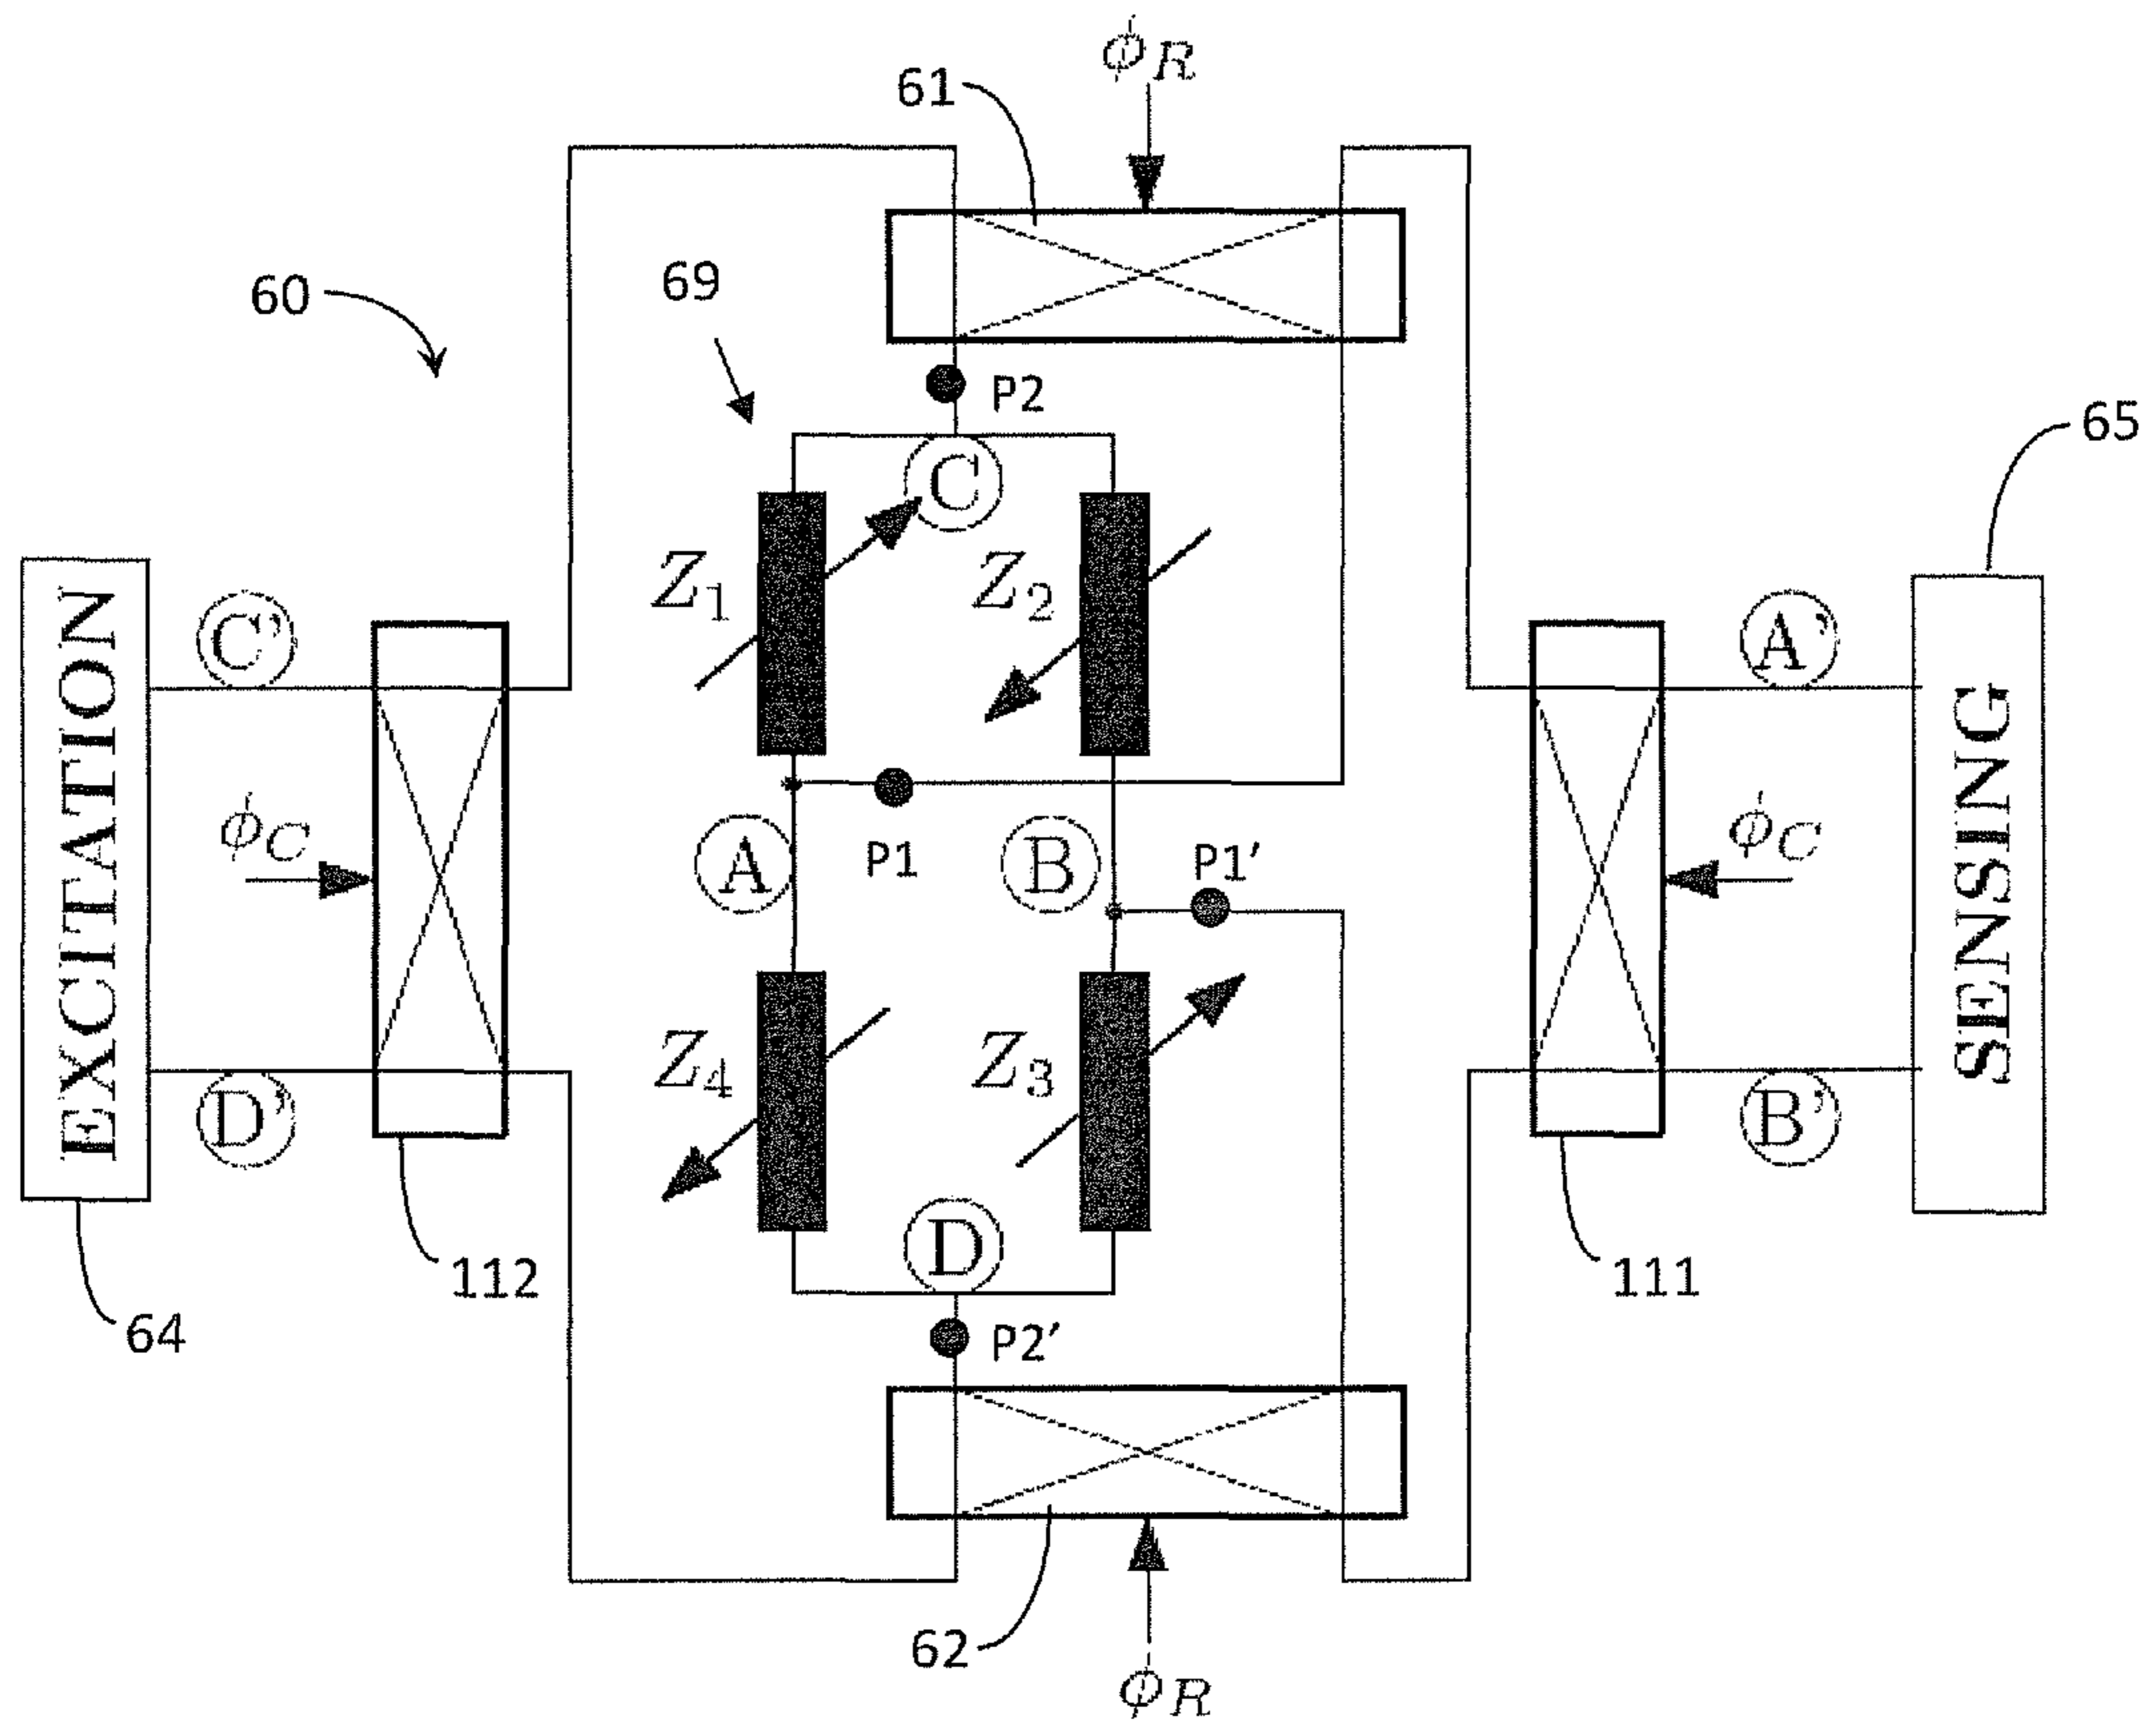 ϕR
61
60
69
P2
C
65
Z1
Z2
C'
A'
EXCITATION
SENSING
ϕC
ϕC
A
P1
B
P1'
Z4
Z3
D'
B'
D
112
111
64
P2'
62
ϕR